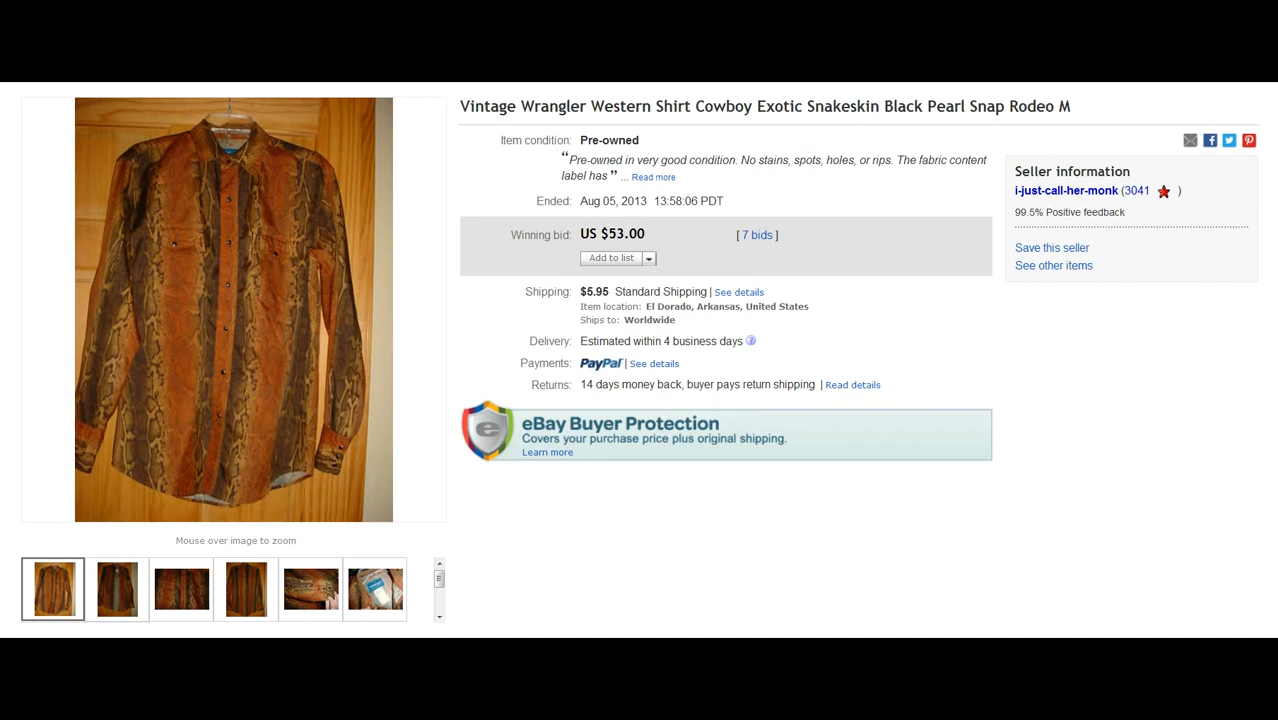 Vintage Wrangler Western Shirt Cowboy Exotic Snakeskin Black Pearl Snap Rodeo M
Item condition: Pre-owned
“Pre-owned in very good condition. No stains, spots, holes, or rips. The fabric content
label has ” ... Read more
Ended: Aug 05, 2013 13:58:06 PDT
Winning bid: US $53.00 [ 7 bids ]
Add to list
Shipping: $5.95 Standard Shipping | See details
Item location: El Dorado, Arkansas, United States
Ships to: Worldwide
Delivery: Estimated within 4 business days
Payments: PayPal | See details
Returns: 14 days money back, buyer pays return shipping | Read details
e
eBay Buyer Protection
Covers your purchase price plus original shipping.
Learn more
Seller information
i-just-call-her-monk (3041 )
99.5% Positive feedback
Save this seller
See other items
Mouse over image to zoom